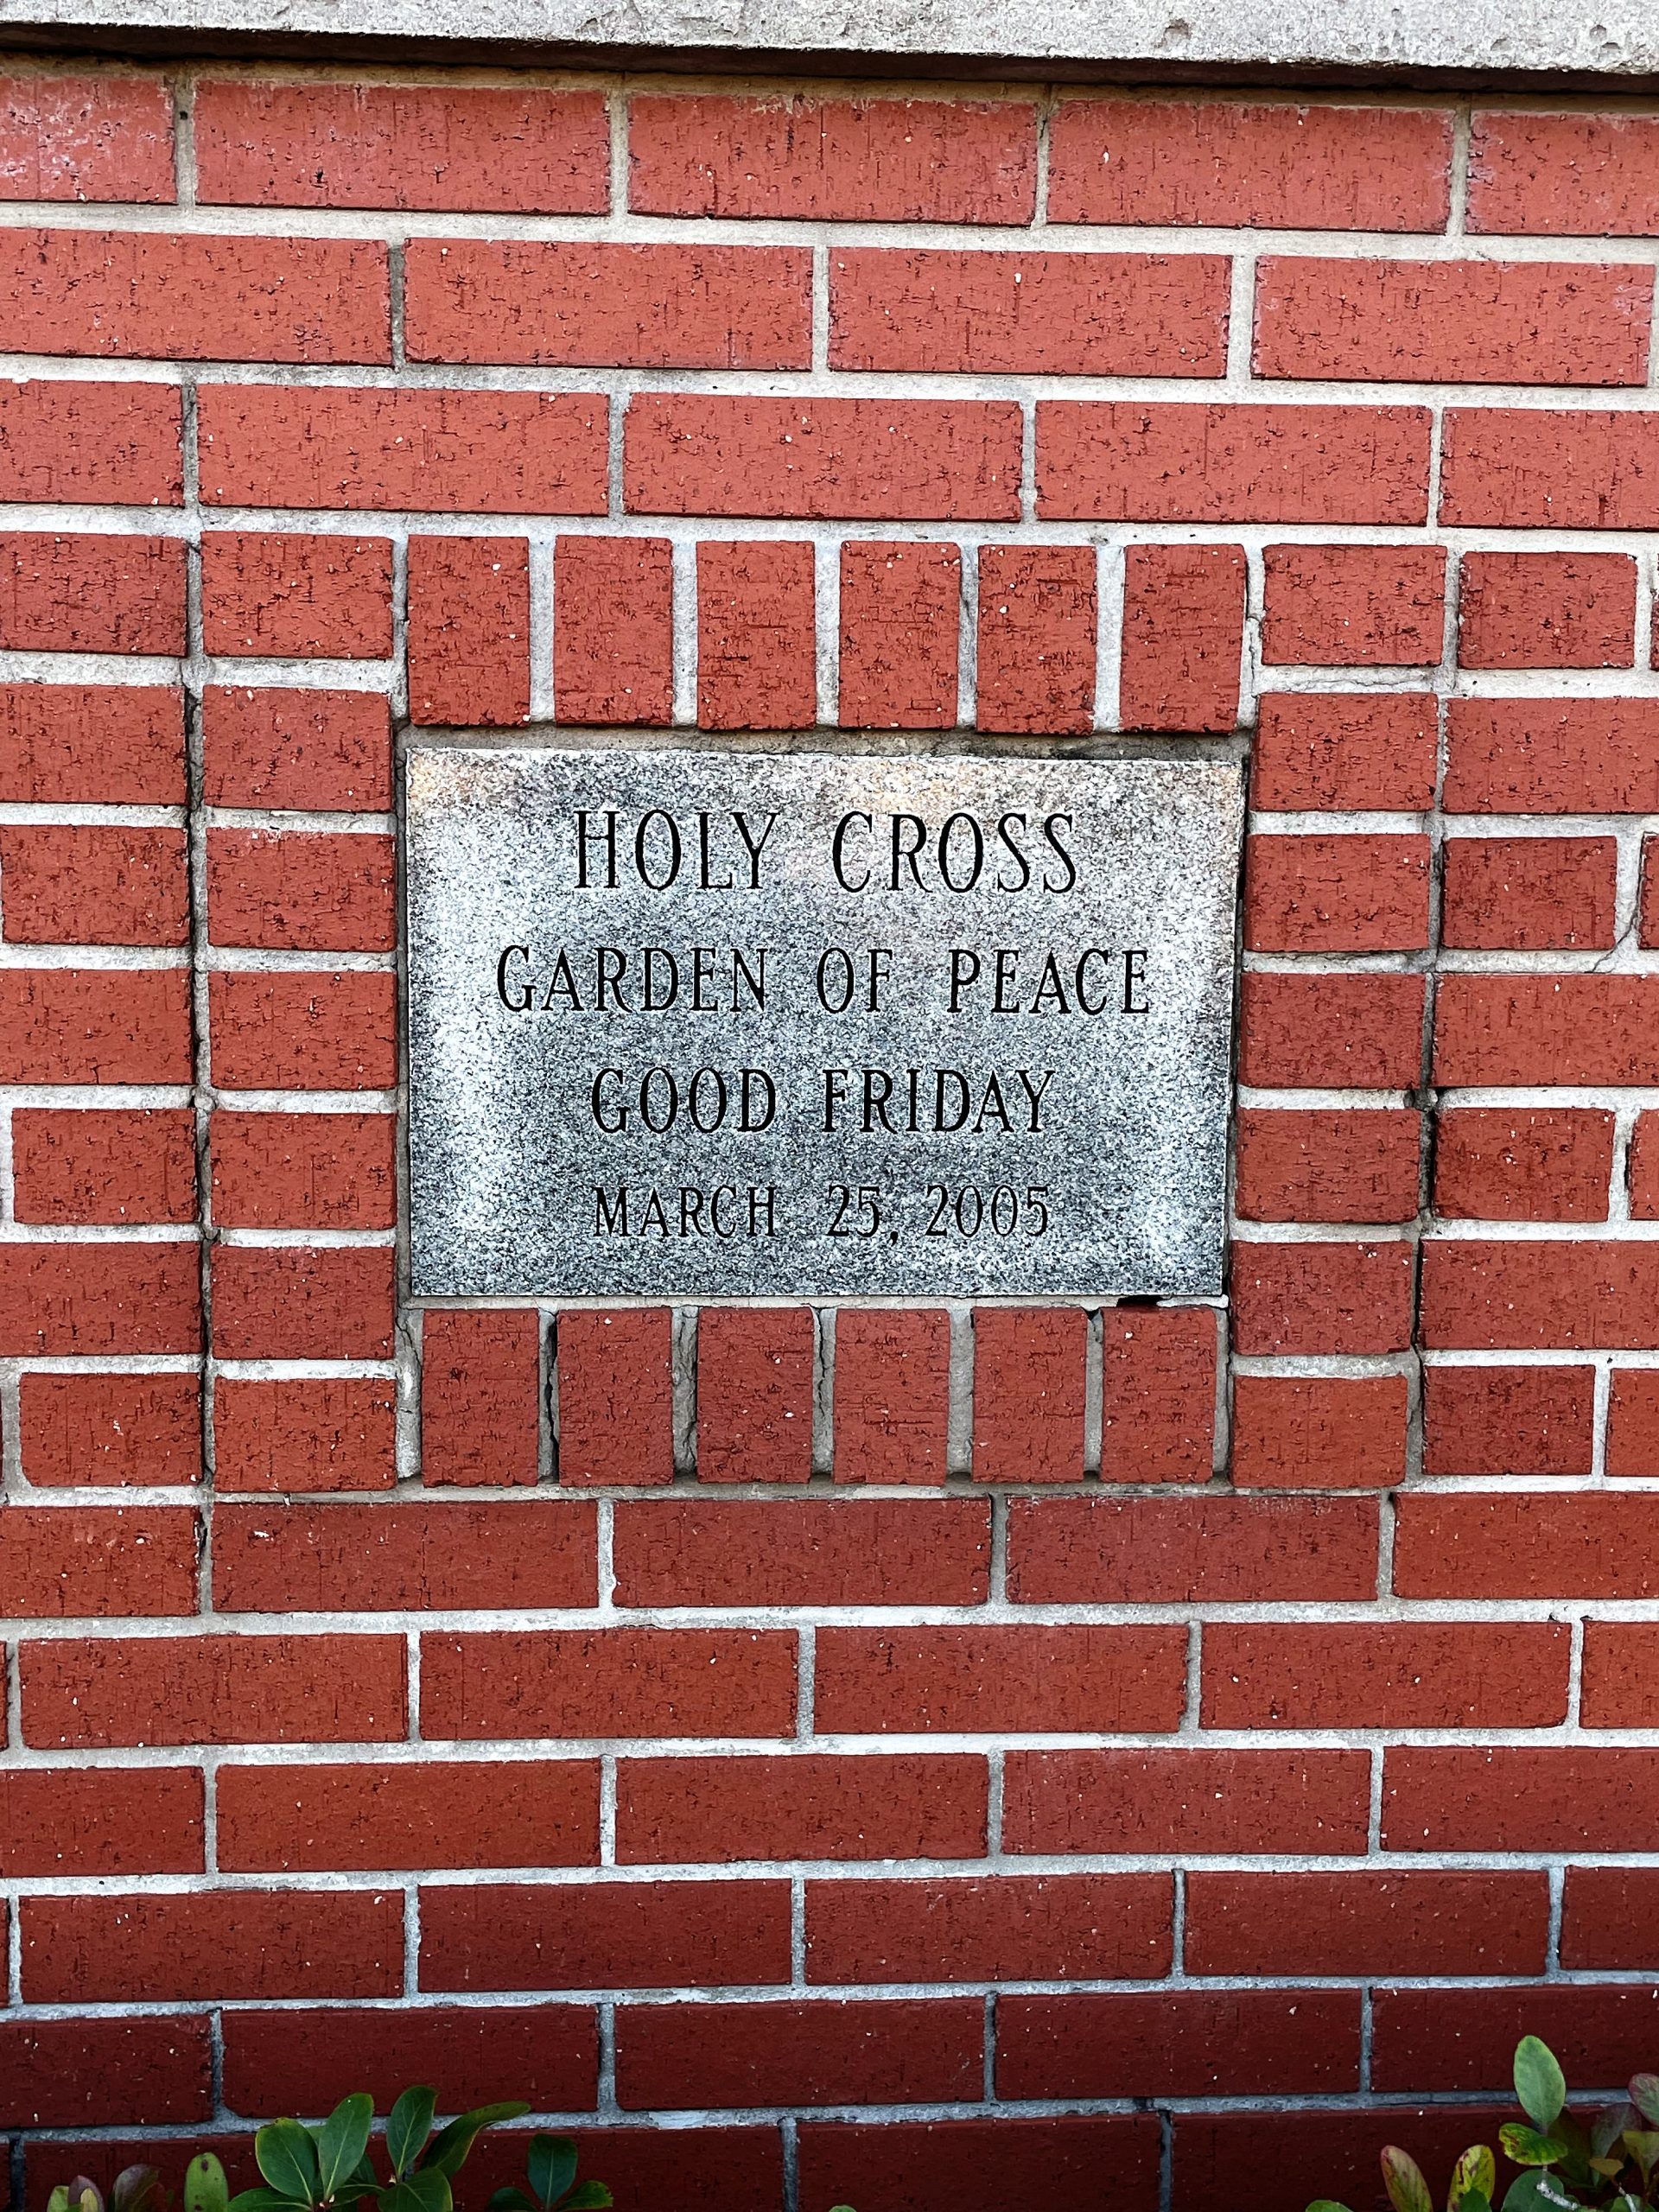 HOLY CROSS
GARDEN OF PEACE
GOOD FRIDAY
MARCH 25, 2005